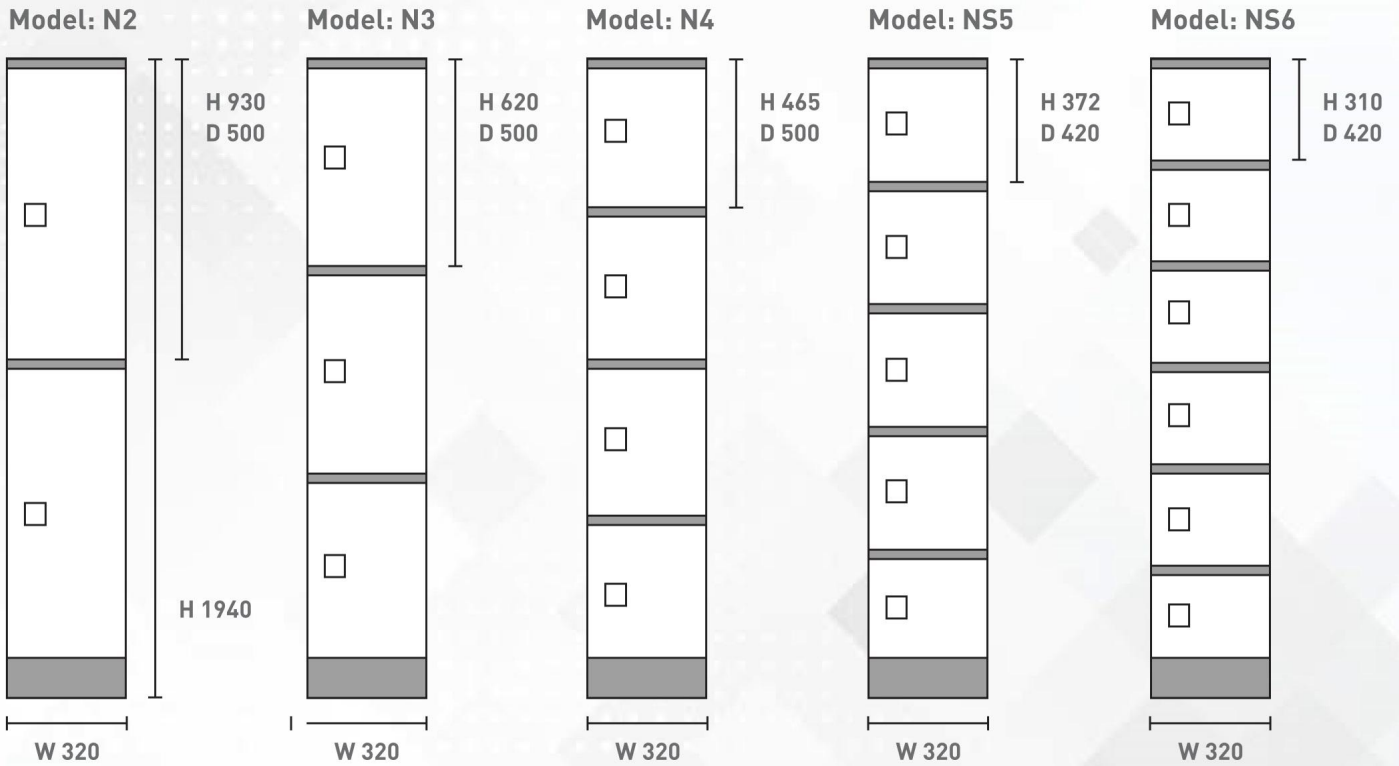 Model: N2
Model: N3
Model: N4
Model: NS5
Model: NS6
H 930
D 500
H 620
D 500
H 465
D 500
H 372
D 420
H 310
D 420
H 1940
W 320
W 320
W 320
W 320
W 320